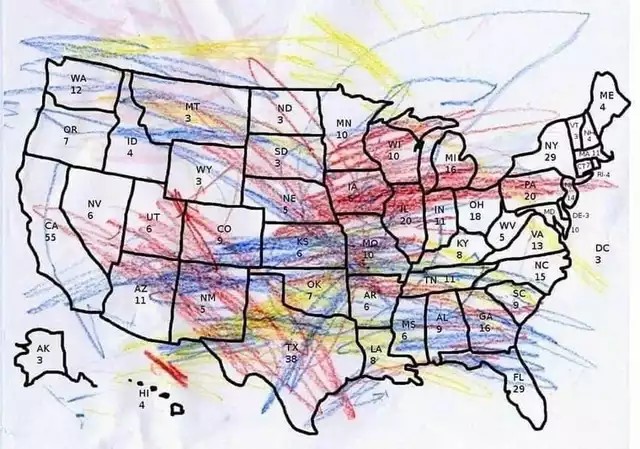 WA
12
OR
7
CA
55
NV
6
ID
4
MT
3
WY
3
UT
6
AZ
11
CO
9
NM
5
ND
3
SD
3
NE
5
KS
6
OK
7
TX
38
MN
10
IA
6
MO
10
AR
6
LA
8
WI
10
IL
20
MI
16
IN
11
OH
18
KY
8
TN 11
MS
6
AL
9
GA
16
FL
29
SC
9
NC
15
VA
13
WV
5
PA
20
NY
29
VT
3
NH
4
ME
4
MA 11
RI-4
14
DE-3
MD
10
DC
3
AK
3
HI
4